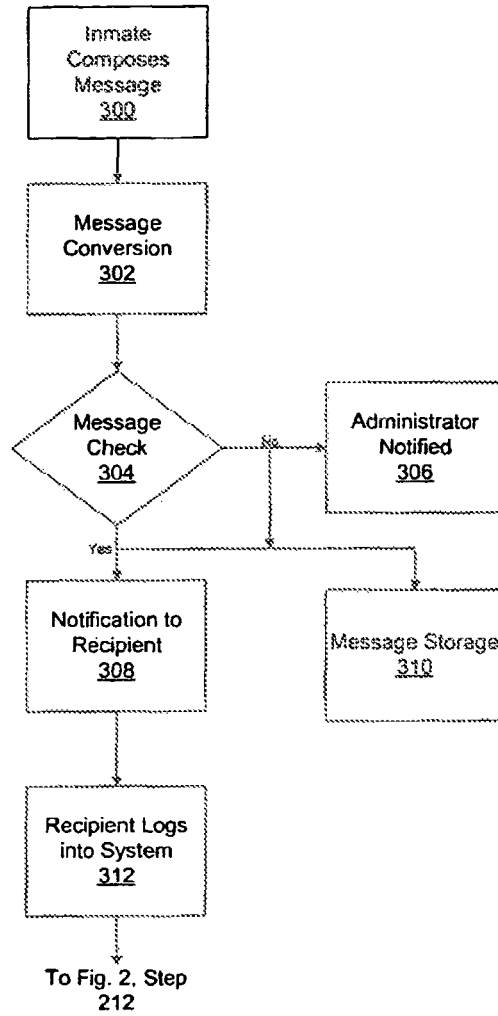 Inmate
Composes
Message
300
Message
Conversion
302
Message
Check
304
No
Administrator
Notified
306
Yes
Notification to
Recipient
308
Message Storage
310
Recipient Logs
into System
312
To Fig. 2, Step
212